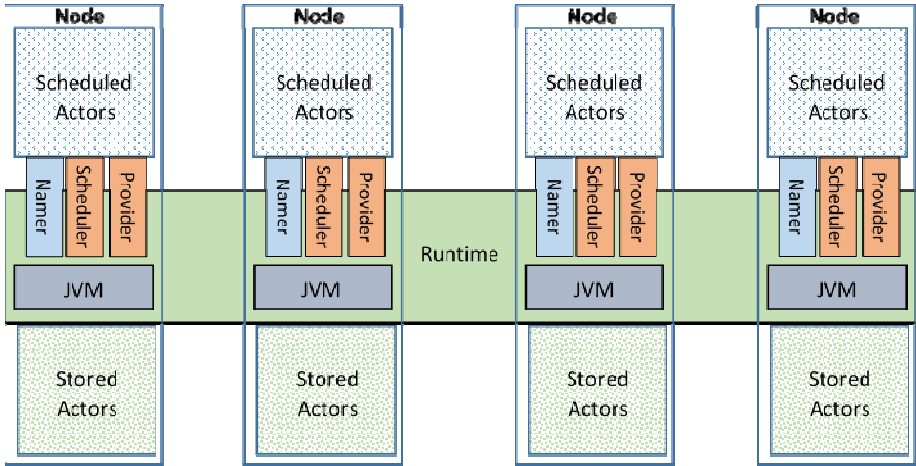 Node
Node
Node
Node
Scheduled
Actors
Scheduled
Actors
Scheduled
Actors
Scheduled
Actors
Namer
Scheduler
Provider
Namer
Scheduler
Provider
Namer
Scheduler
Provider
Namer
Scheduler
Provider
Runtime
JVM
JVM
JVM
JVM
Stored
Actors
Stored
Actors
Stored
Actors
Stored
Actors